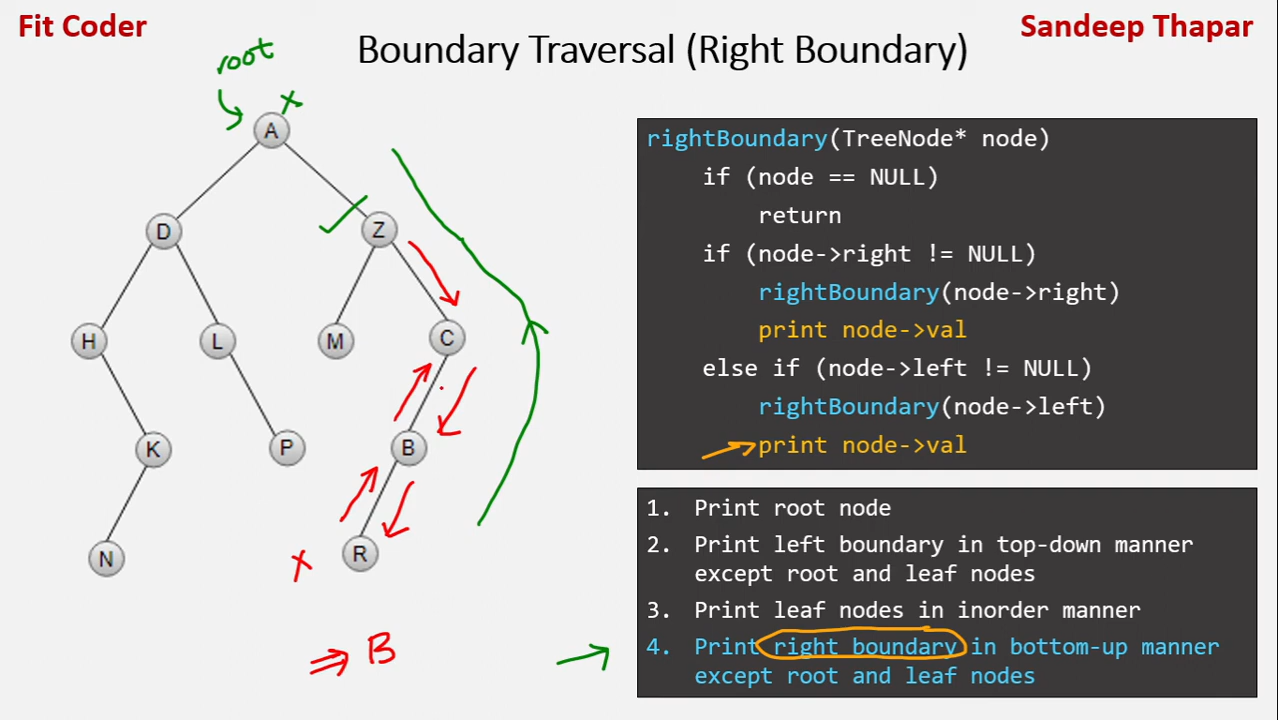 Fit Coder
Sandeep Thapar
Boundary Traversal (Right Boundary)
root
x
A
D
Z
H
L
M
C
K
P
B
N
R
x
⇒ B
rightBoundary(TreeNode* node)
if (node == NULL)
return
if (node->right != NULL)
rightBoundary(node->right)
print node->val
else if (node->left != NULL)
rightBoundary(node->left)
print node->val
1. Print root node
2. Print left boundary in top-down manner
except root and leaf nodes
3. Print leaf nodes in inorder manner
4. Print right boundary in bottom-up manner
except root and leaf nodes